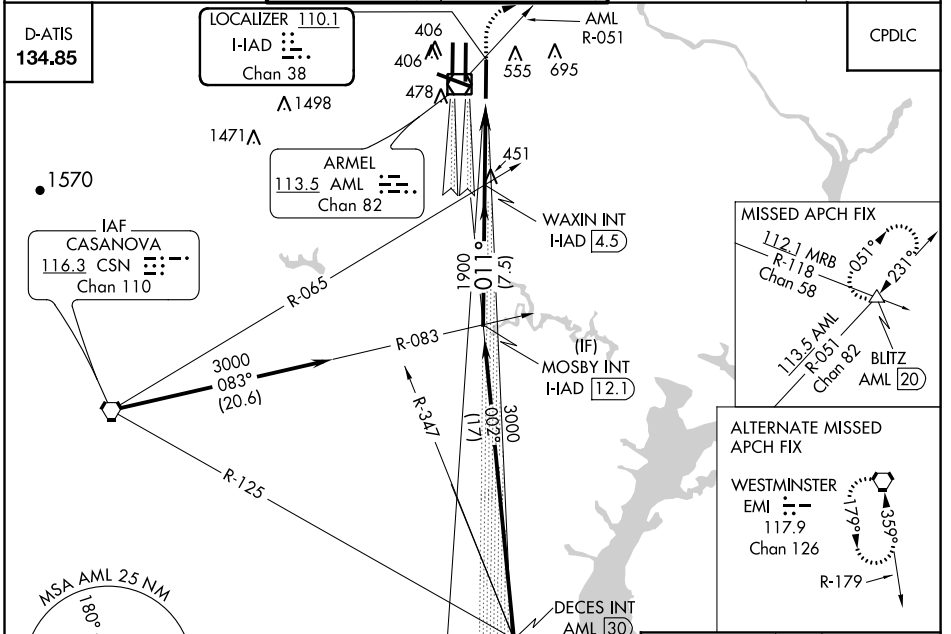 D-ATIS
134.85
LOCALIZER 110.1
I-IAD
Chan 38
AML
R-051
CPDLC
406
406
555
695
478
1498
1471
ARMEL
113.5 AML
Chan 82
451
1570
IAF
CASANOVA
116.3 CSN
Chan 110
WAXIN INT
I-IAD 4.5
R-065
1900
011°
(7.5)
R-083
3000
083°
(20.6)
(IF)
MOSBY INT
I-IAD 12.1
R-347
3000
002°
(17)
R-125
MISSED APCH FIX
112.1 MRB
R-118
Chan 58
051°
231°
113.5 AML
R-051
Chan 82
BLITZ
AML 20
ALTERNATE MISSED
APCH FIX
WESTMINSTER
EMI
117.9
Chan 126
179°
359°
R-179
MSA AML 25 NM
180°
DECES INT
AML 30